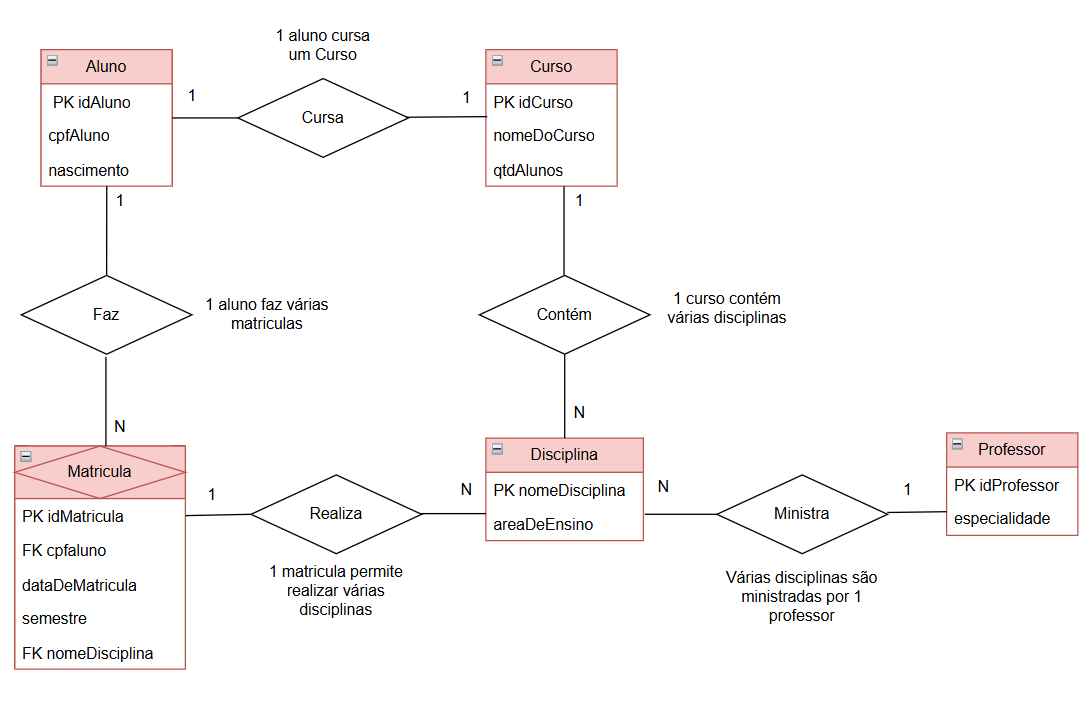 1 aluno cursa
um Curso
Aluno
PK idAluno
cpfAluno
nascimento
1
Cursa
1
Curso
PK idCurso
nomeDoCurso
qtdAlunos
1
1
Faz
1 aluno faz várias
matriculas
Contém
1 curso contém
várias disciplinas
N
N
Matricula
PK idMatricula
FK cpfaluno
dataDeMatricula
semestre
FK nomeDisciplina
1
Realiza
N
1 matricula permite
realizar várias
disciplinas
Disciplina
PK nomeDisciplina
areaDeEnsino
N
Ministra
1
Várias disciplinas são
ministradas por 1
professor
Professor
PK idProfessor
especialidade